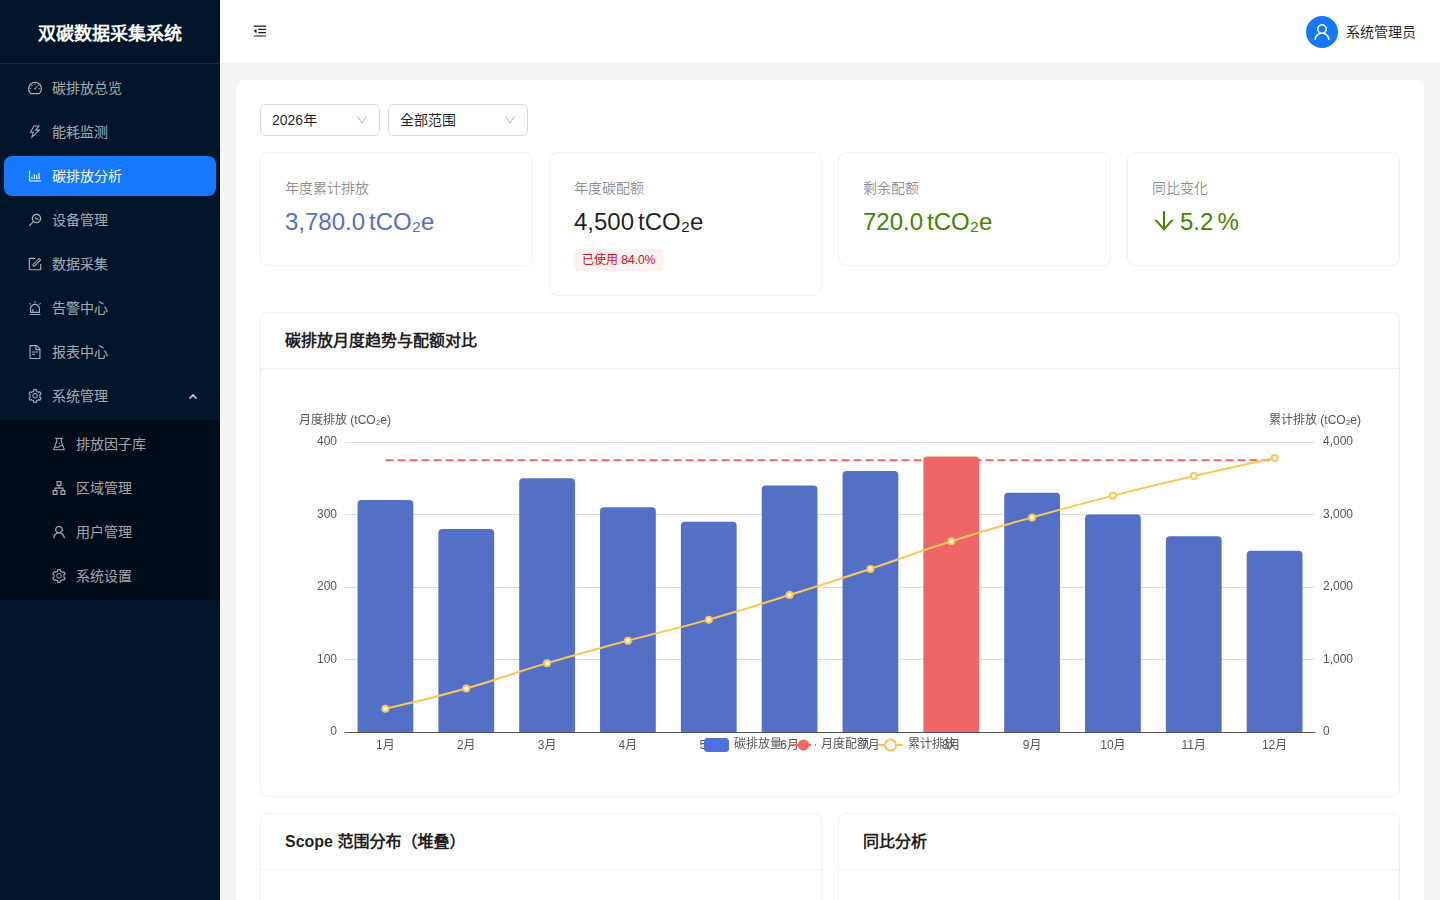 双碳数据采集系统
系统管理员
碳排放总览
能耗监测
碳排放分析
设备管理
数据采集
告警中心
报表中心
系统管理
排放因子库
区域管理
用户管理
系统设置
2026年
全部范围
年度累计排放
3,780.0 tCO₂e
年度碳配额
4,500 tCO₂e
已使用 84.0%
剩余配额
720.0 tCO₂e
同比变化
5.2 %
碳排放月度趋势与配额对比
月度排放 (tCO₂e)
累计排放 (tCO₂e)
400
300
200
100
0
4,000
3,000
2,000
1,000
0
1月 2月 3月 4月 6月 7月 8月 9月 10月 11月 12月
碳排放量 月度配额 累计排放
Scope 范围分布（堆叠）
同比分析